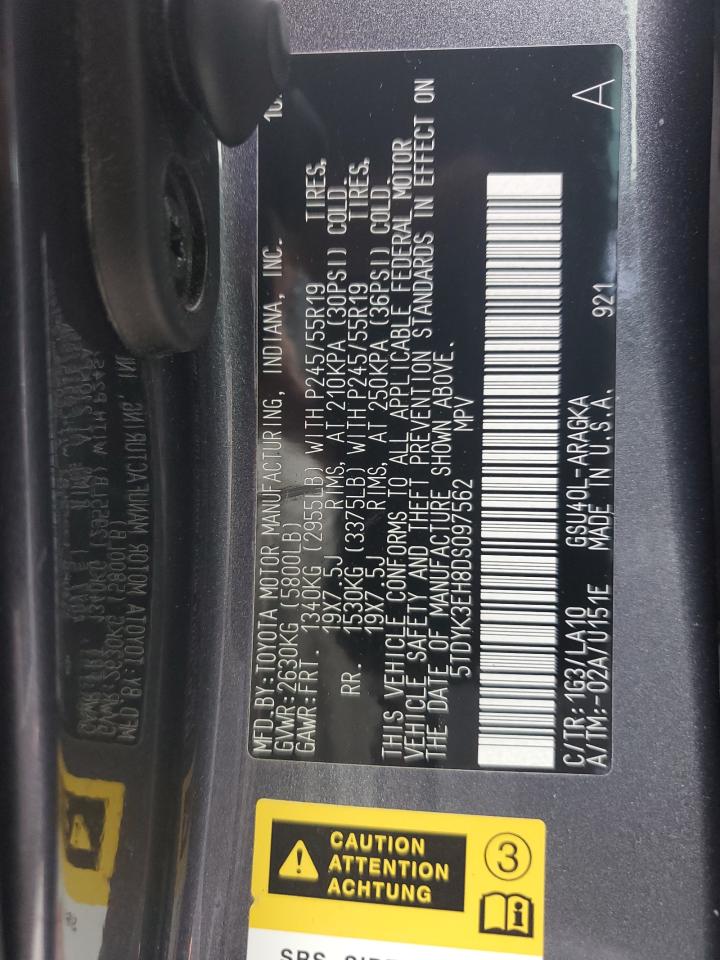 MFD.BY:TOYOTA MOTOR MANUFACTURING, INDIANA, INC. 10
GVWR:2630KG (5800LB)
GAWR:FRT. 1340KG (2955LB) WITH P245/55R19 TIRES,
19X7.5J RIMS, AT 210KPA (30PSI) COLD.
RR. 1530KG (3375LB) WITH P245/55R19 TIRES,
19X7.5J RIMS, AT 250KPA (36PSI) COLD.
THIS VEHICLE CONFORMS TO ALL APPLICABLE FEDERAL MOTOR
VEHICLE SAFETY AND THEFT PREVENTION STANDARDS IN EFFECT ON
THE DATE OF MANUFACTURE SHOWN ABOVE.
5TDYK3EH8DS097562 MPV
C/TR:1G3/LA10 GSU40L-ARAGKA
A/TM:-02A/U151E MADE IN U.S.A. 921 A
CAUTION
ATTENTION
ACHTUNG
3